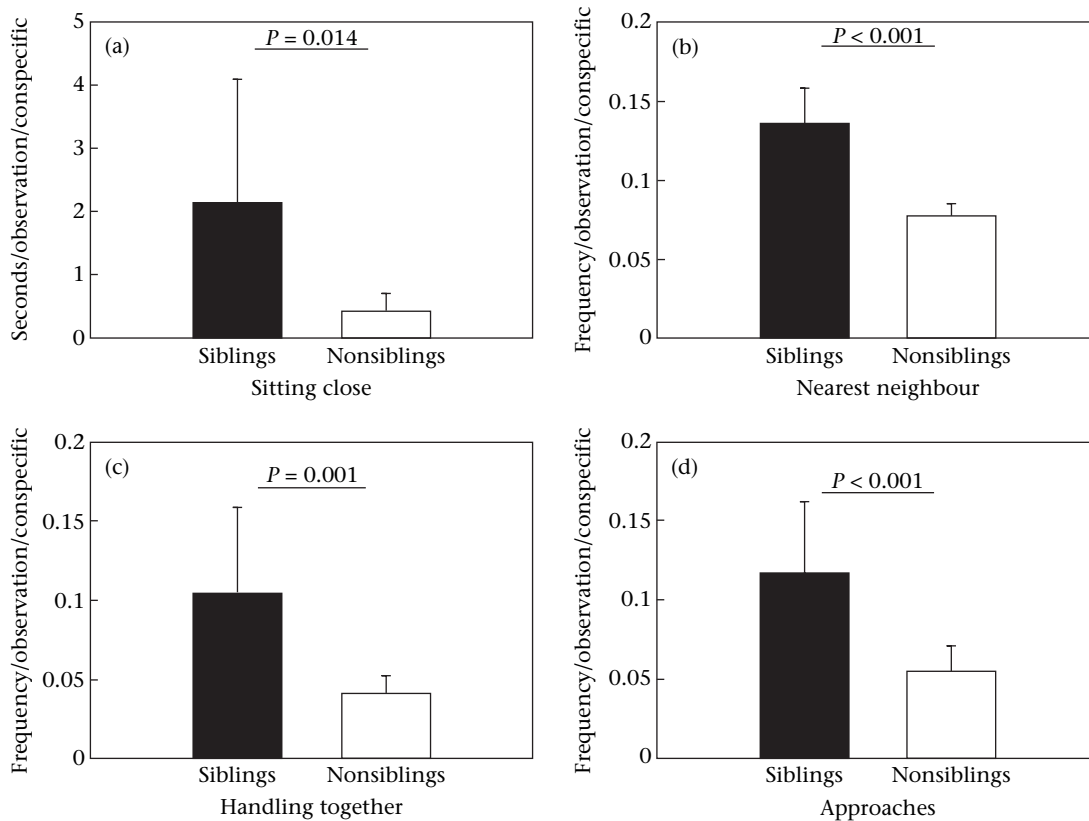 Seconds/observation/conspecific
5
4
3
2
1
0
(a)
P = 0.014
Siblings Nonsiblings
Sitting close
Frequency/observation/conspecific
0.2
0.15
0.1
0.05
0
(b)
P < 0.001
Siblings Nonsiblings
Nearest neighbour
Frequency/observation/conspecific
0.2
0.15
0.1
0.05
0
(c)
P = 0.001
Siblings Nonsiblings
Handling together
Frequency/observation/conspecific
0.2
0.15
0.1
0.05
0
(d)
P < 0.001
Siblings Nonsiblings
Approaches